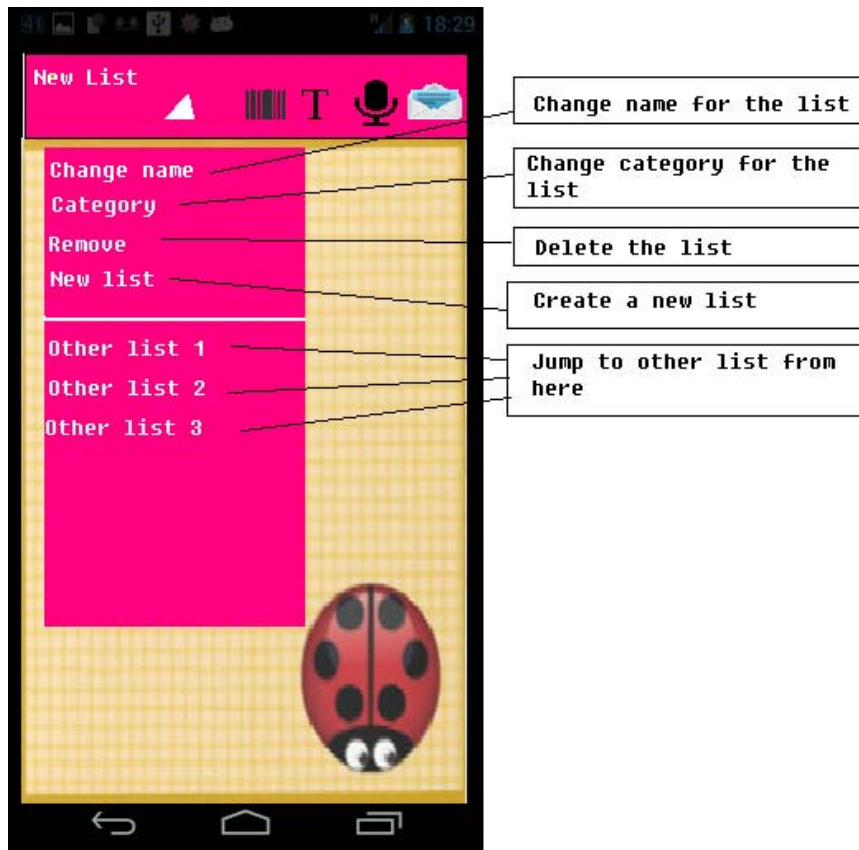 18:29
New List
T
Change name
Category
Remove
New list
Other list 1
Other list 2
Other list 3
Change name for the list
Change category for the
list
Delete the list
Create a new list
Jump to other list from
here